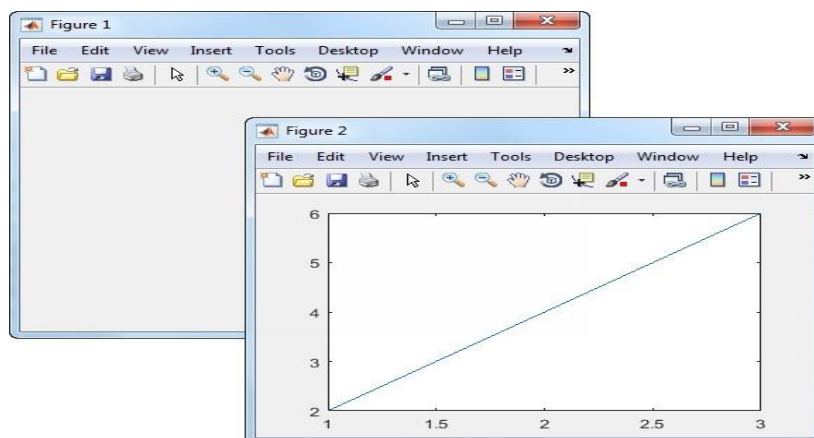 Figure 1
File Edit View Insert Tools Desktop Window Help
Figure 2
File Edit View Insert Tools Desktop Window Help
6
5
4
3
2
1 1.5 2 2.5 3